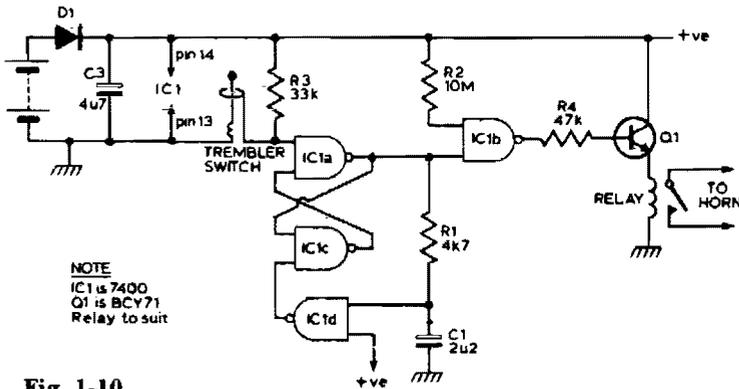 D1
+ve
pin 14
C3
4u7
IC1
pin 13
R3
33k
R2
10M
R4
47k
Q1
IC1a
IC1b
TREMBLER
SWITCH
RELAY
TO
HORN
IC1c
R1
4k7
NOTE
IC1 is 7400
Q1 is BCY71
Relay to suit
IC1d
C1
2u2
+ve
Fig. 1-10